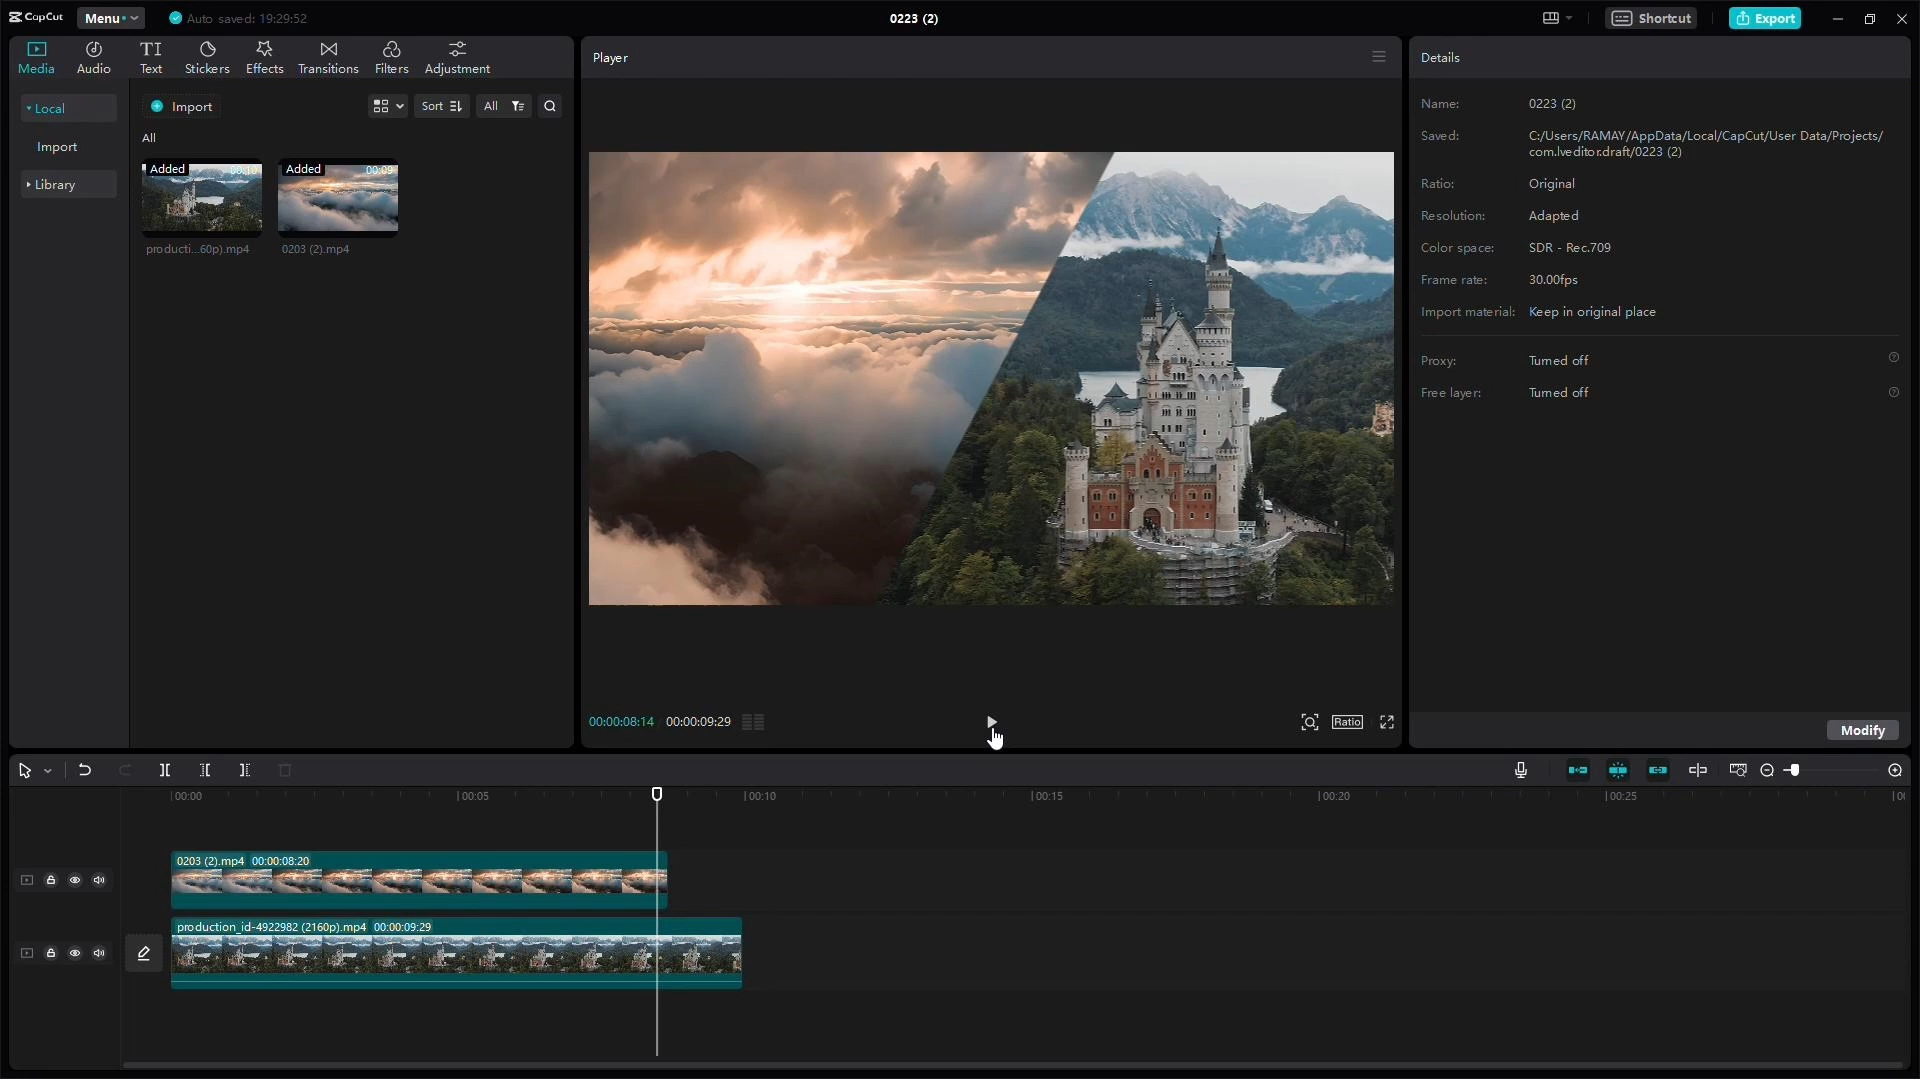 CapCut
Menu
Auto saved: 19:29:52
0223 (2)
Shortcut
Export
Media
Audio
TI
Text
Stickers
Effects
Transitions
Filters
Adjustment
Local
Import
Library
Import
Sort
All
All
Added
00:10
producti...60p).mp4
Added
00:09
0203 (2).mp4
Player
00:00:08:14
00:00:09:29
Ratio
Details
Name: 0223 (2)
Saved: C:/Users/RAMAY/AppData/Local/CapCut/User Data/Projects/
com.lveditor.draft/0223 (2)
Ratio: Original
Resolution: Adapted
Color space: SDR - Rec.709
Frame rate: 30.00fps
Import material: Keep in original place
Proxy: Turned off
Free layer: Turned off
Modify
00:00
00:05
00:10
00:15
00:20
00:25
0203 (2).mp4 00:00:08:20
production_id-4922982 (2160p).mp4 00:00:09:29